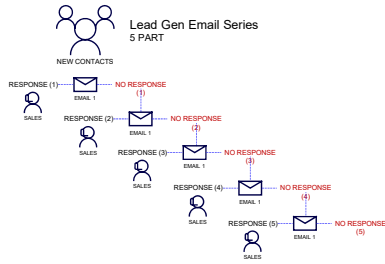 Lead Gen Email Series
5 PART
NEW CONTACTS
RESPONSE (1)
NO RESPONSE
(1)
EMAIL 1
SALES
RESPONSE (2)
NO RESPONSE
(2)
EMAIL 1
SALES
RESPONSE (3)
NO RESPONSE
(3)
EMAIL 1
SALES
RESPONSE (4)
NO RESPONSE
(4)
EMAIL 1
SALES
RESPONSE (5)
NO RESPONSE
(5)
EMAIL 1
SALES